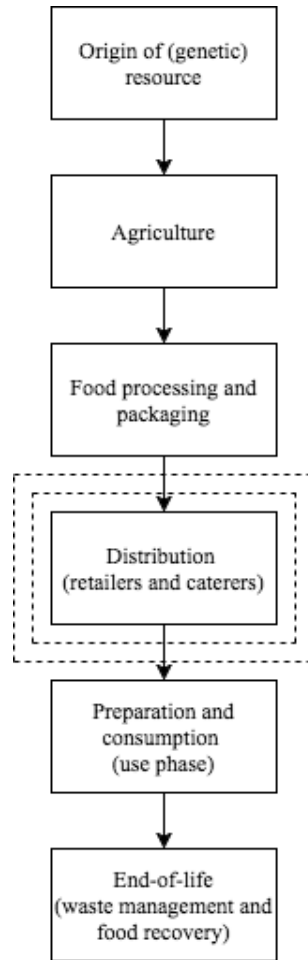 Origin of (genetic)
resource
Agriculture
Food processing and
packaging
Distribution
(retailers and caterers)
Preparation and
consumption
(use phase)
End-of-life
(waste management and
food recovery)